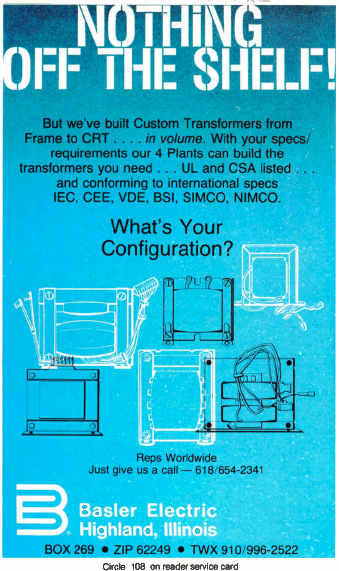 NOTHING
OFF THE SHELF!
But we've built Custom Transformers from
Frame to CRT . . . . in volume. With your specs/
requirements our 4 Plants can build the
transformers you need . . . UL and CSA listed . . .
and conforming to international specs
IEC, CEE, VDE, BSI, SIMCO, NIMCO.
What's Your
Configuration?
Reps Worldwide
Just give us a call — 618/654-2341
Basler Electric
Highland, Illinois
BOX 269 ● ZIP 62249 ● TWX 910/996-2522
Circle 108 on reader service card